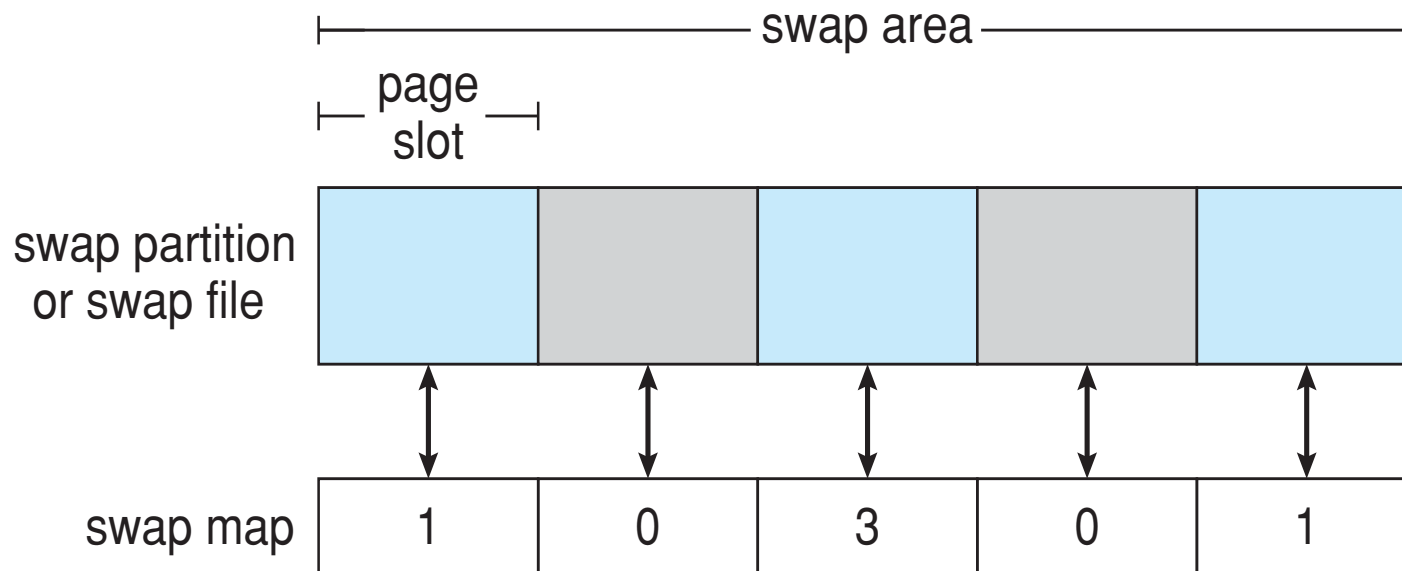 swap area
page
slot
swap partition
or swap file
swap map 1 0 3 0 1